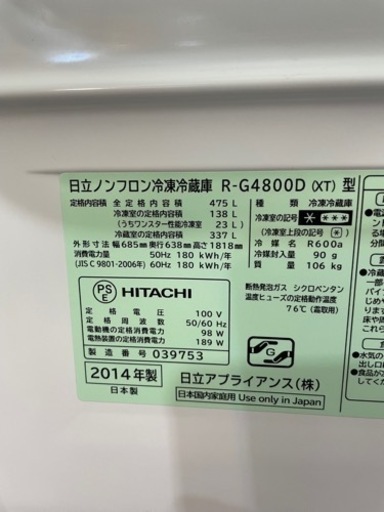 日立ノンフロン冷凍冷蔵庫 R-G4800D (XT) 型
定格内容積 全定格内容積 475 L
冷凍室の定格内容積 138 L
(うちワンスター性能冷凍室 23 L)
冷蔵室の定格内容積 337 L
外形寸法 幅685mm奥行638mm高さ1818mm
消費電力量 50Hz 180 kWh/年
(JIS C 9801-2006年) 60Hz 180 kWh/年
種類 冷凍冷蔵庫
冷凍室の記号
冷媒 R600a
冷媒封入量 90 g
質量 106 kg
断熱発泡ガス シクロペンタン
温度ヒューズの定格動作温度
76℃(霜取用)
PS
E
HITACHI
定格電圧 100 V
定格周波数 50/60 Hz
電動機の定格消費電力 98 W
電熱装置の定格消費電力 189 W
製造番号 039753
2014年製
日本製
G
日立アプライアンス(株)
日本国内家庭用 Use only in Japan